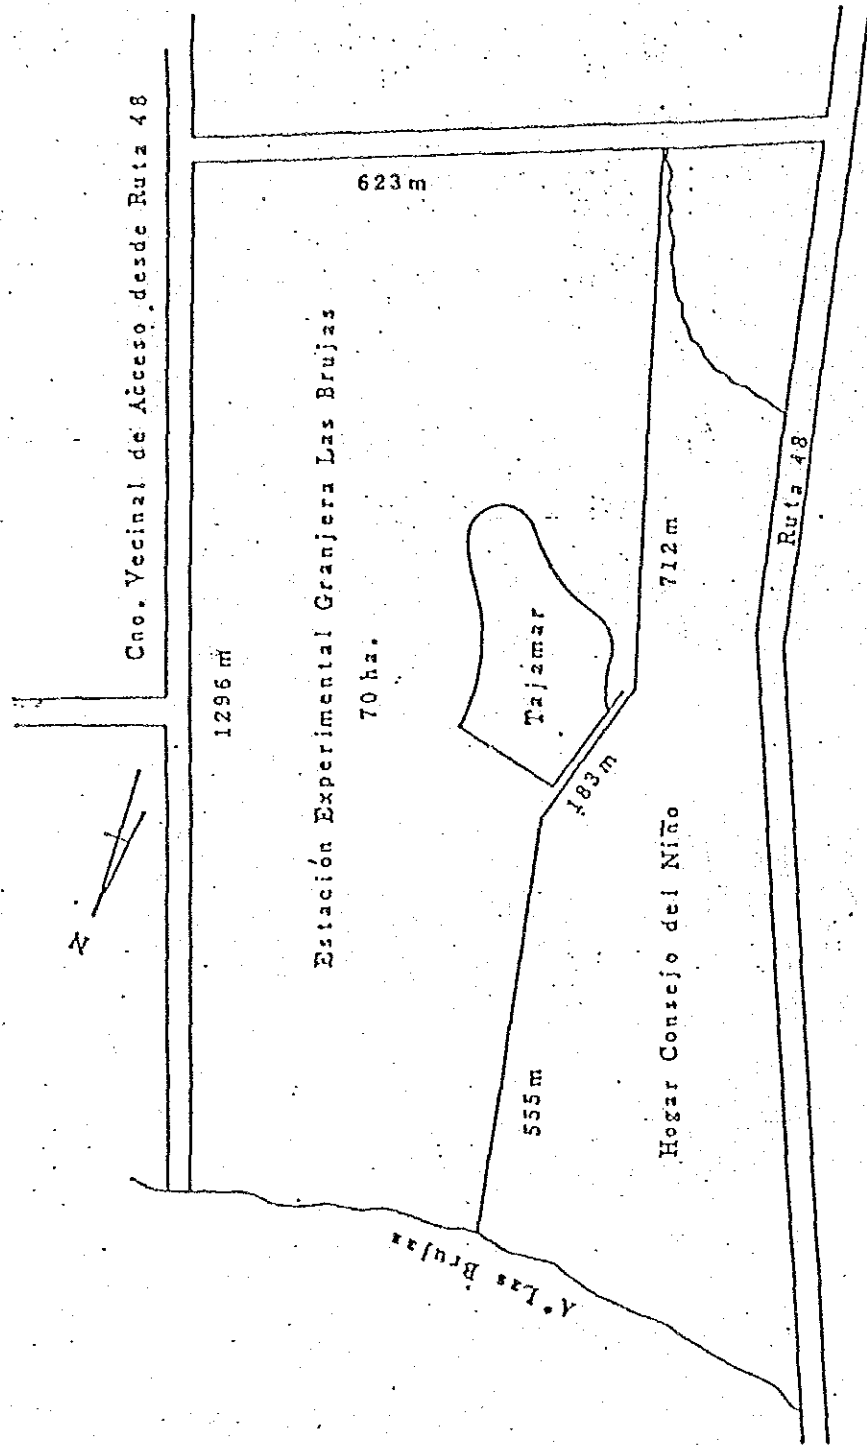 Cno. Vecinal de Acceso desde Ruta 48
623 m
1296 m
Estación Experimental Granjera Las Brujas
70 ha.
Tajamar
712 m
183 m
N
555 m
Hogar Consejo del Niño
Ruta 48
A° Las Brujas